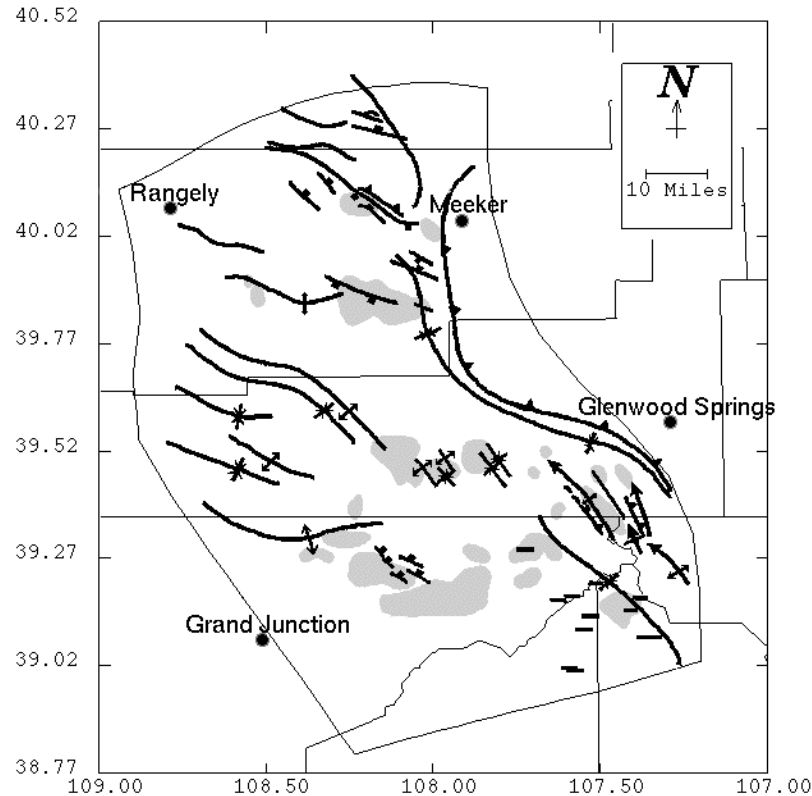 40.52
N
40.27
10 Miles
Rangely
Meeker
40.02
39.77
Glenwood Springs
39.52
39.27
Grand Junction
39.02
38.77
109.00 108.50 108.00 107.50 107.00